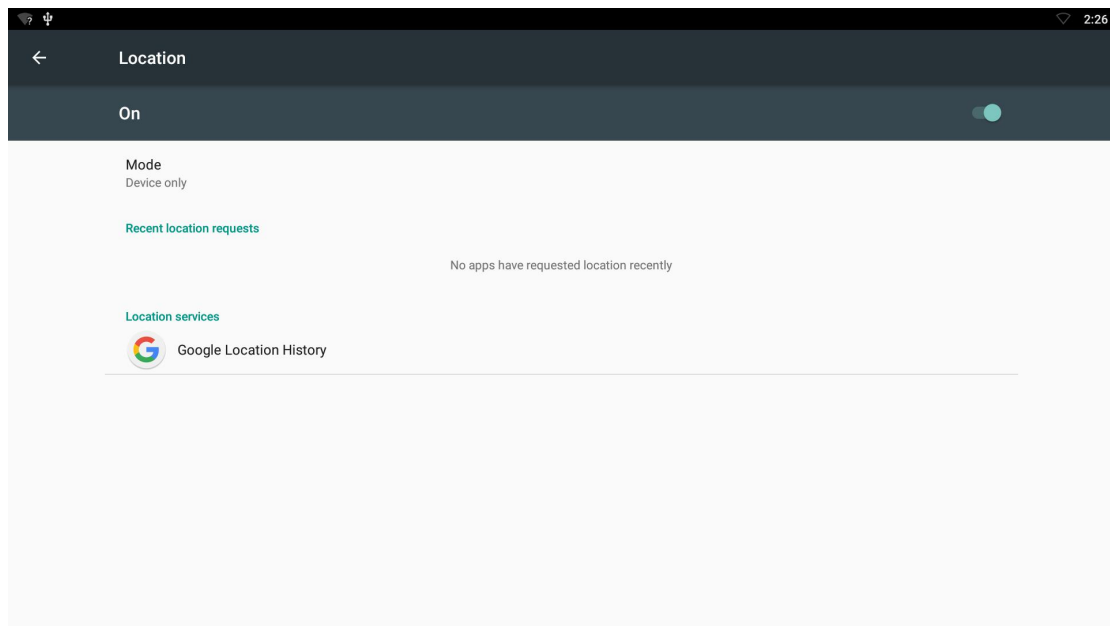 2:26
Location
On
Mode
Device only
Recent location requests
No apps have requested location recently
Location services
Google Location History